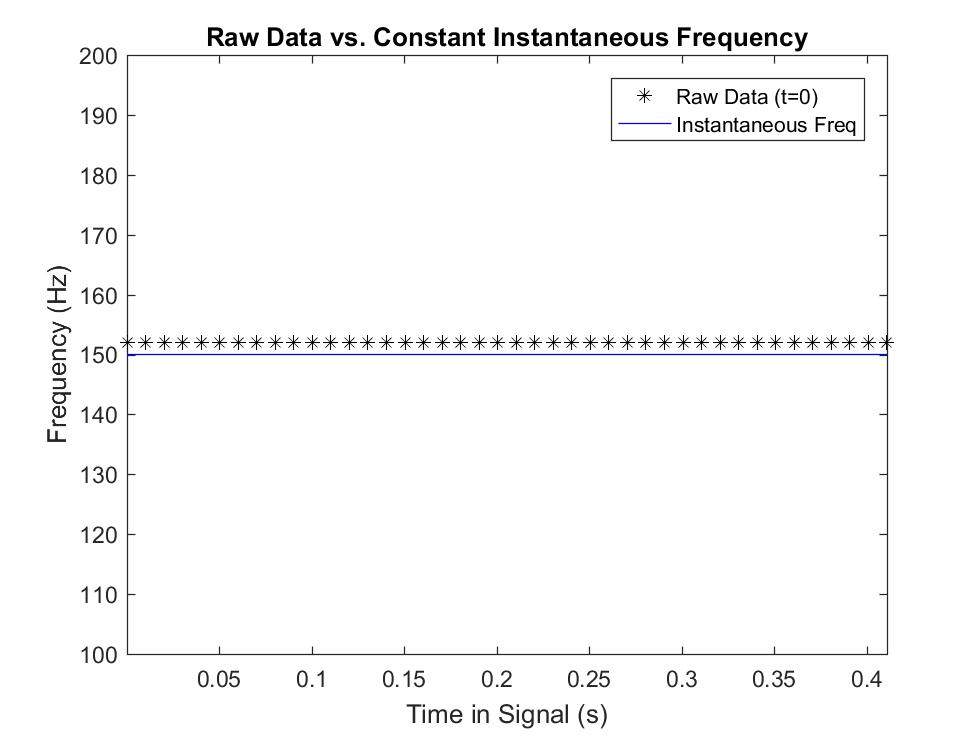 Raw Data vs. Constant Instantaneous Frequency
200
190
180
170
160
150
140
130
120
110
100
Frequency (Hz)
Raw Data (t=0)
Instantaneous Freq
0.05 0.1 0.15 0.2 0.25 0.3 0.35 0.4
Time in Signal (s)